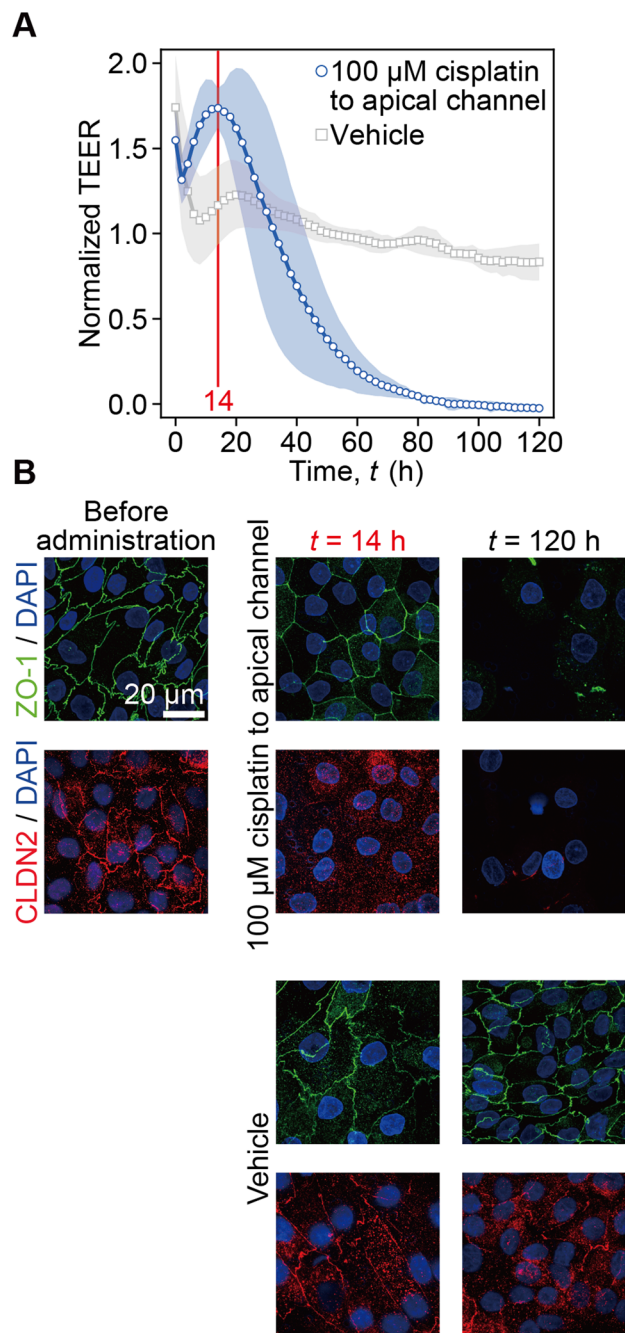 A
100 µM cisplatin
to apical channel
Vehicle
2.0
1.5
1.0
0.5
0.0
Normalized TEER
14
0
20
40
60
80
100
120
Time, t (h)
B
Before
administration
t = 14 h
t = 120 h
ZO-1 / DAPI
20 µm
CLDN2 / DAPI
100 µM cisplatin to apical channel
Vehicle